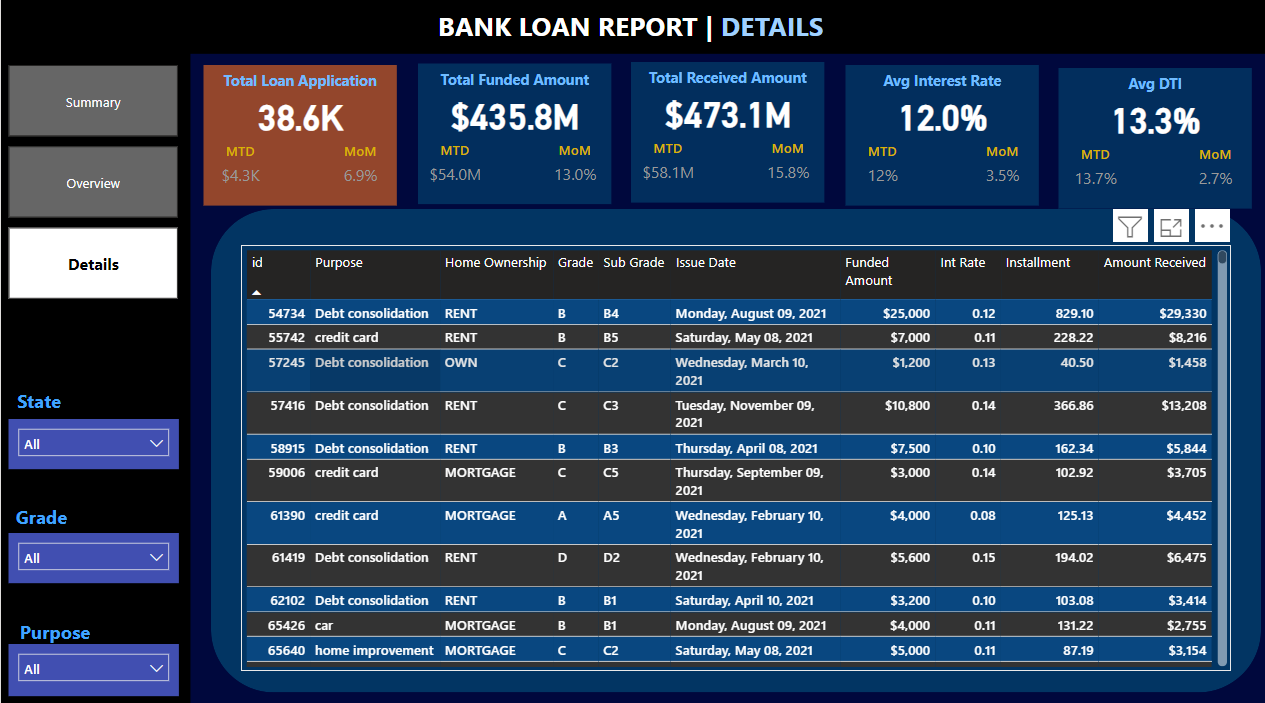 BANK LOAN REPORT | DETAILS
Summary
Overview
Details
Total Loan Application
38.6K
MTD MoM
$4.3K 6.9%
Total Funded Amount
$435.8M
MTD MoM
$54.0M 13.0%
Total Received Amount
$473.1M
MTD MoM
$58.1M 15.8%
Avg Interest Rate
12.0%
MTD MoM
12% 3.5%
Avg DTI
13.3%
MTD MoM
13.7% 2.7%
State
All
Grade
All
Purpose
All
id Purpose Home Ownership Grade Sub Grade Issue Date Funded Int Rate Installment Amount Received
Amount
54734 Debt consolidation RENT B B4 Monday, August 09, 2021 $25,000 0.12 829.10 $29,330
55742 credit card RENT B B5 Saturday, May 08, 2021 $7,000 0.11 228.22 $8,216
57245 Debt consolidation OWN C C2 Wednesday, March 10, $1,200 0.13 40.50 $1,458
2021
57416 Debt consolidation RENT C C3 Tuesday, November 09, $10,800 0.14 366.86 $13,208
2021
58915 Debt consolidation RENT B B3 Thursday, April 08, 2021 $7,500 0.10 162.34 $5,844
59006 credit card MORTGAGE C C5 Thursday, September 09, $3,000 0.14 102.92 $3,705
2021
61390 credit card MORTGAGE A A5 Wednesday, February 10, $4,000 0.08 125.13 $4,452
2021
61419 Debt consolidation RENT D D2 Wednesday, February 10, $5,600 0.15 194.02 $6,475
2021
62102 Debt consolidation RENT B B1 Saturday, April 10, 2021 $3,200 0.10 103.08 $3,414
65426 car MORTGAGE B B1 Monday, August 09, 2021 $4,000 0.11 131.22 $2,755
65640 home improvement MORTGAGE C C2 Saturday, May 08, 2021 $5,000 0.11 87.19 $3,154